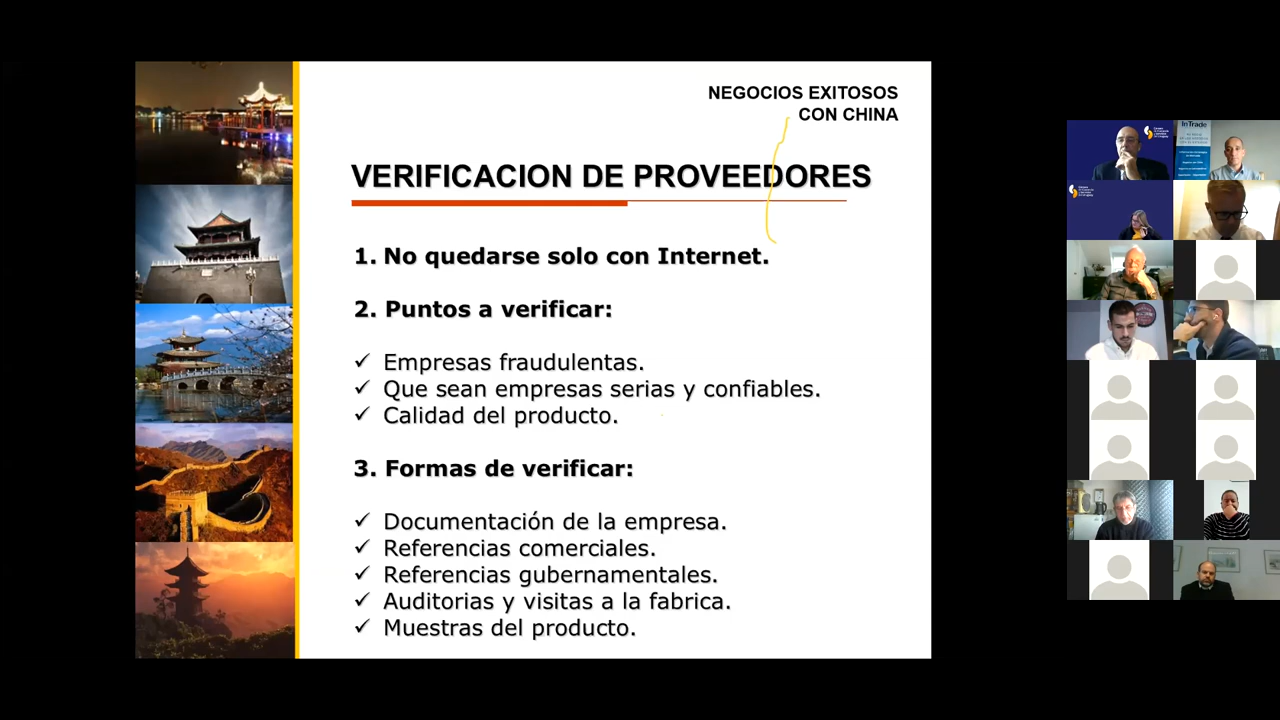 NEGOCIOS EXITOSOS
CON CHINA
VERIFICACION DE PROVEEDORES
1. No quedarse solo con Internet.
2. Puntos a verificar:
✓ Empresas fraudulentas.
✓ Que sean empresas serias y confiables.
✓ Calidad del producto.
3. Formas de verificar:
✓ Documentación de la empresa.
✓ Referencias comerciales.
✓ Referencias gubernamentales.
✓ Auditorias y visitas a la fabrica.
✓ Muestras del producto.
InTrade